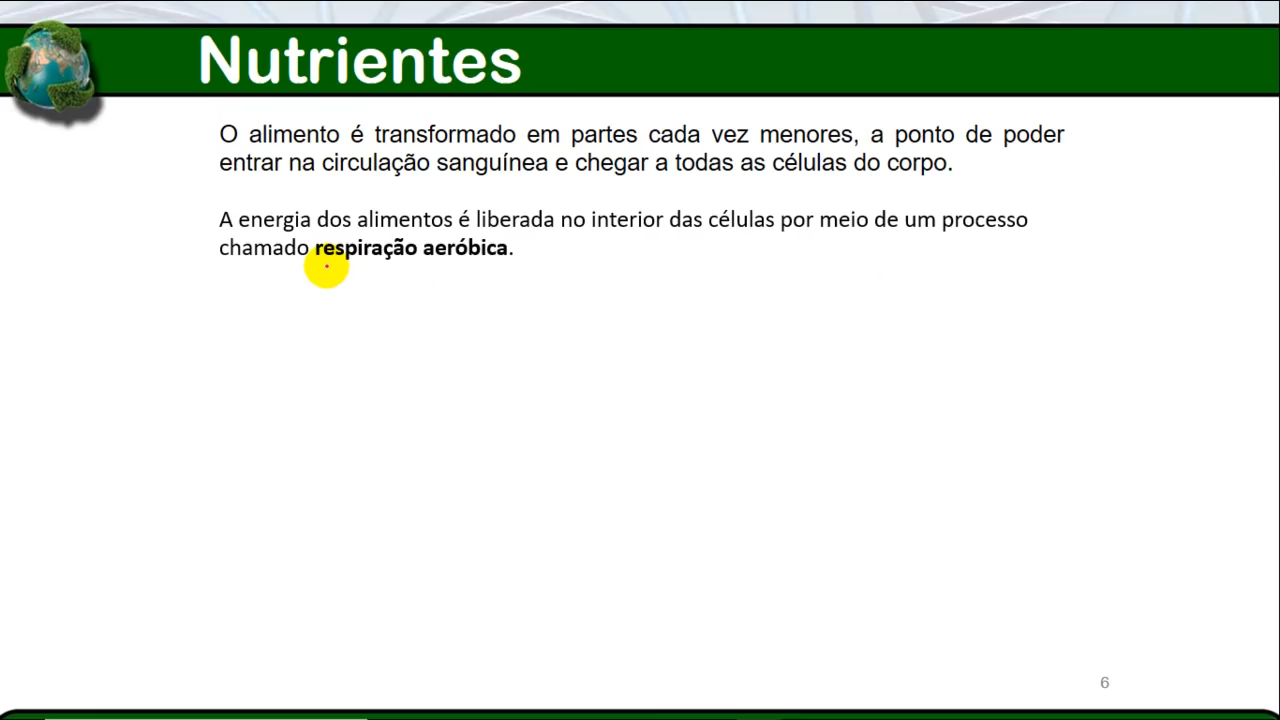 Nutrientes
O alimento é transformado em partes cada vez menores, a ponto de poder
entrar na circulação sanguínea e chegar a todas as células do corpo.
A energia dos alimentos é liberada no interior das células por meio de um processo
chamado respiração aeróbica.
6